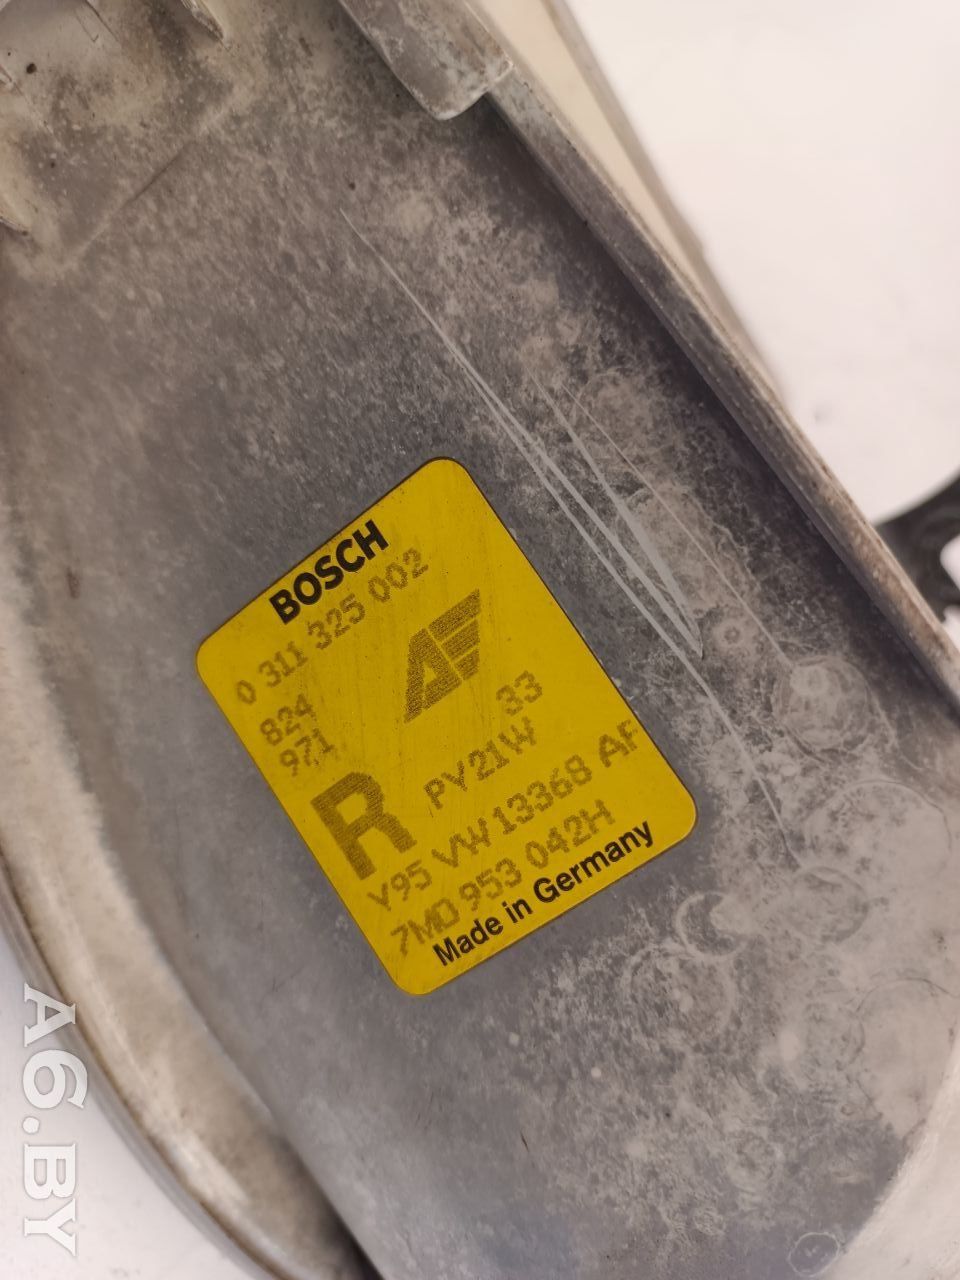 BOSCH
0 311 325 002
824
971
33
R PY21W
V95 VW 13368 AF
7M0 953 042H
Made in Germany
A6.BY